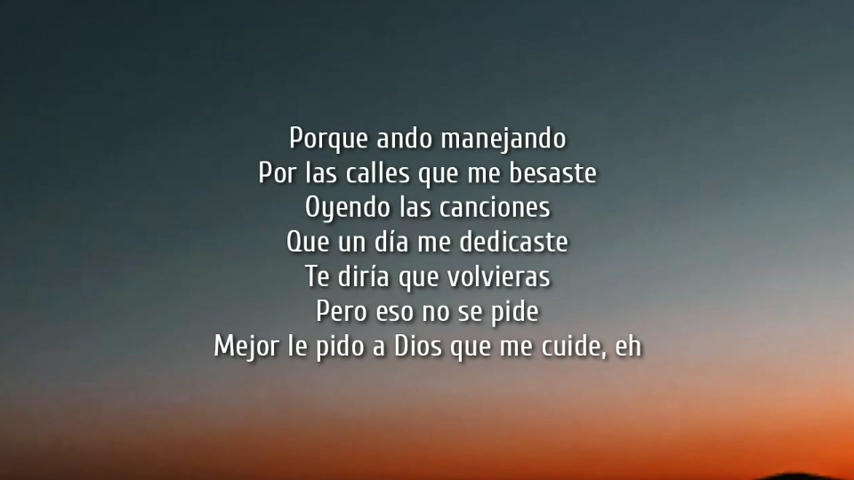 Porque ando manejando
Por las calles que me besaste
Oyendo las canciones
Que un día me dedicaste
Te diría que volvieras
Pero eso no se pide
Mejor le pido a Dios que me cuide, eh